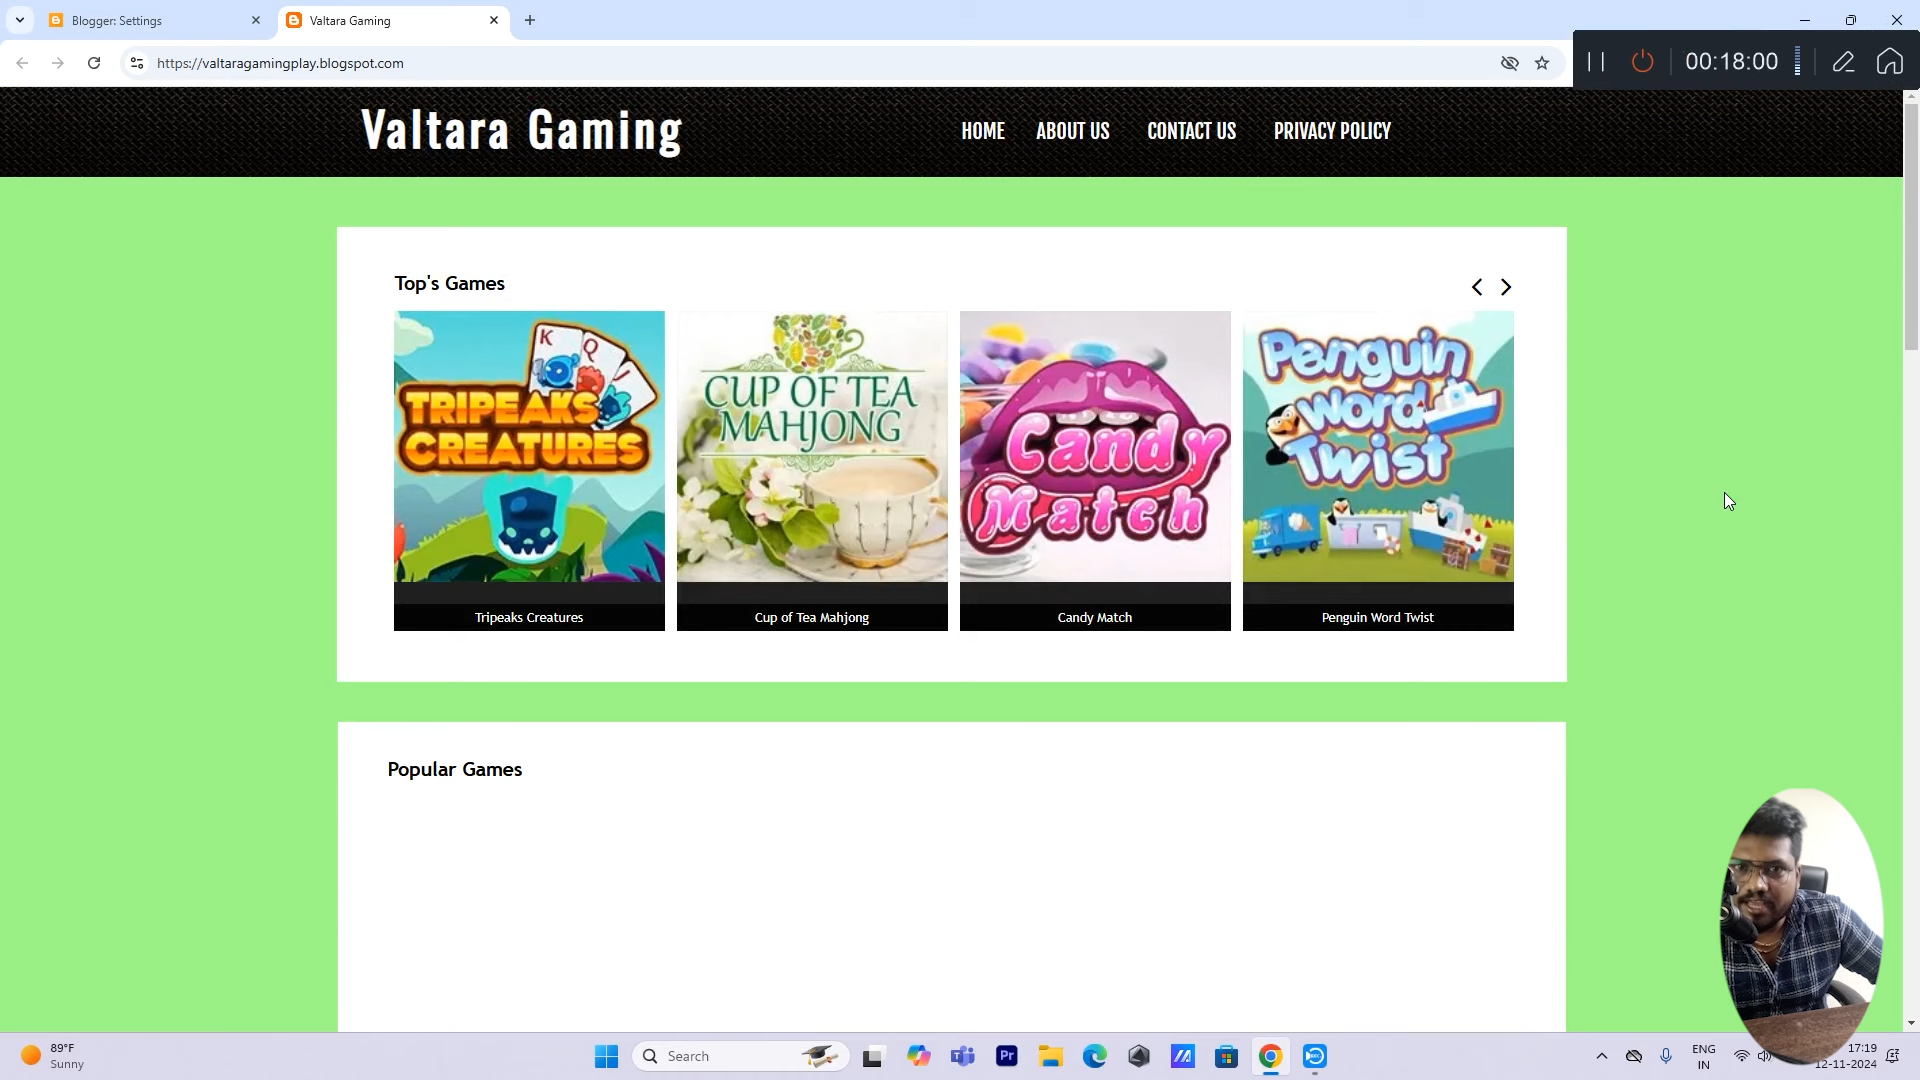 Blogger: Settings
Valtara Gaming
https://valtaragamingplay.blogspot.com
00:18:00
Valtara Gaming
HOME
ABOUT US
CONTACT US
PRIVACY POLICY
Top's Games
K
Q
J
TRIPEAKS
CREATURES
CUP OF TEA
MAHJONG
Candy
Match
Penguin
Word
Twist
Tripeaks Creatures
Cup of Tea Mahjong
Candy Match
Penguin Word Twist
Popular Games
89°F
Sunny
Search
Pr
ENG
IN
17:19
12-11-2024